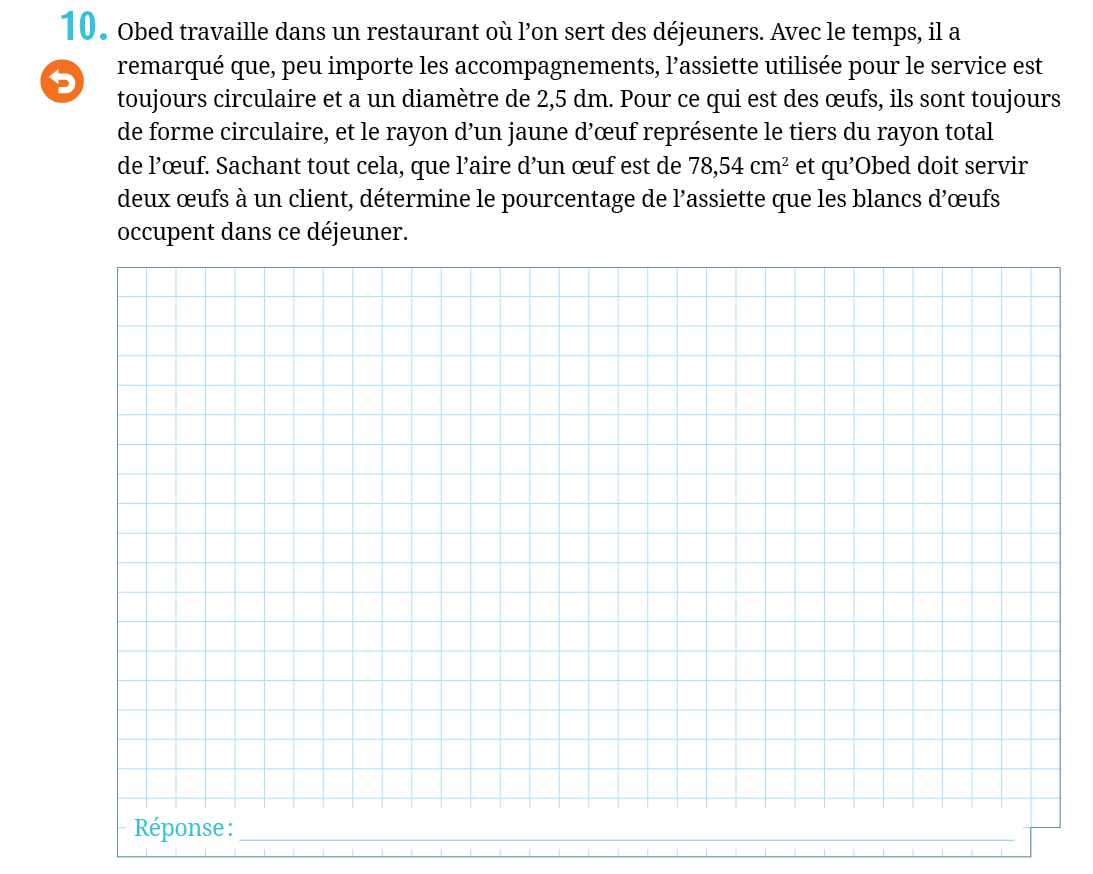 10. Obed travaille dans un restaurant où l’on sert des déjeuners. Avec le temps, il a
remarqué que, peu importe les accompagnements, l’assiette utilisée pour le service est
toujours circulaire et a un diamètre de 2,5 dm. Pour ce qui est des œufs, ils sont toujours
de forme circulaire, et le rayon d’un jaune d’œuf représente le tiers du rayon total
de l’œuf. Sachant tout cela, que l’aire d’un œuf est de 78,54 cm² et qu’Obed doit servir
deux œufs à un client, détermine le pourcentage de l’assiette que les blancs d’œufs
occupent dans ce déjeuner.
Réponse :